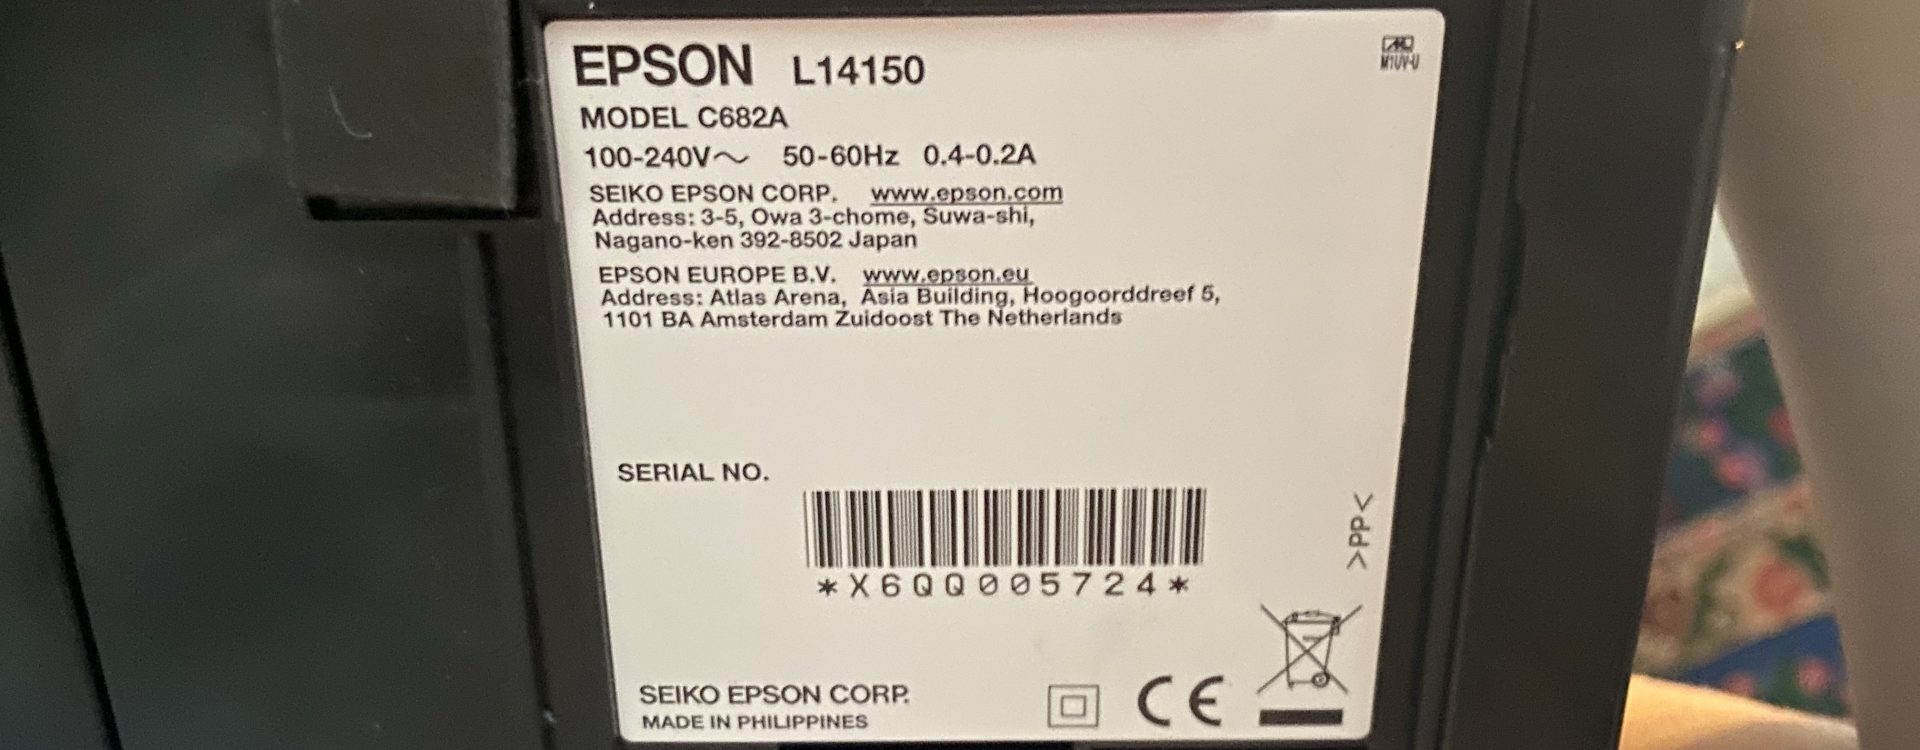 EPSON L14150
M1UV-U
MODEL C682A
100-240V～ 50-60Hz 0.4-0.2A
SEIKO EPSON CORP. www.epson.com
Address: 3-5, Owa 3-chome, Suwa-shi,
Nagano-ken 392-8502 Japan
EPSON EUROPE B.V. www.epson.eu
Address: Atlas Arena, Asia Building, Hoogoorddreef 5,
1101 BA Amsterdam Zuidoost The Netherlands
SERIAL NO.
*X6QQ005724*
>PP<
SEIKO EPSON CORP.
MADE IN PHILIPPINES
CE